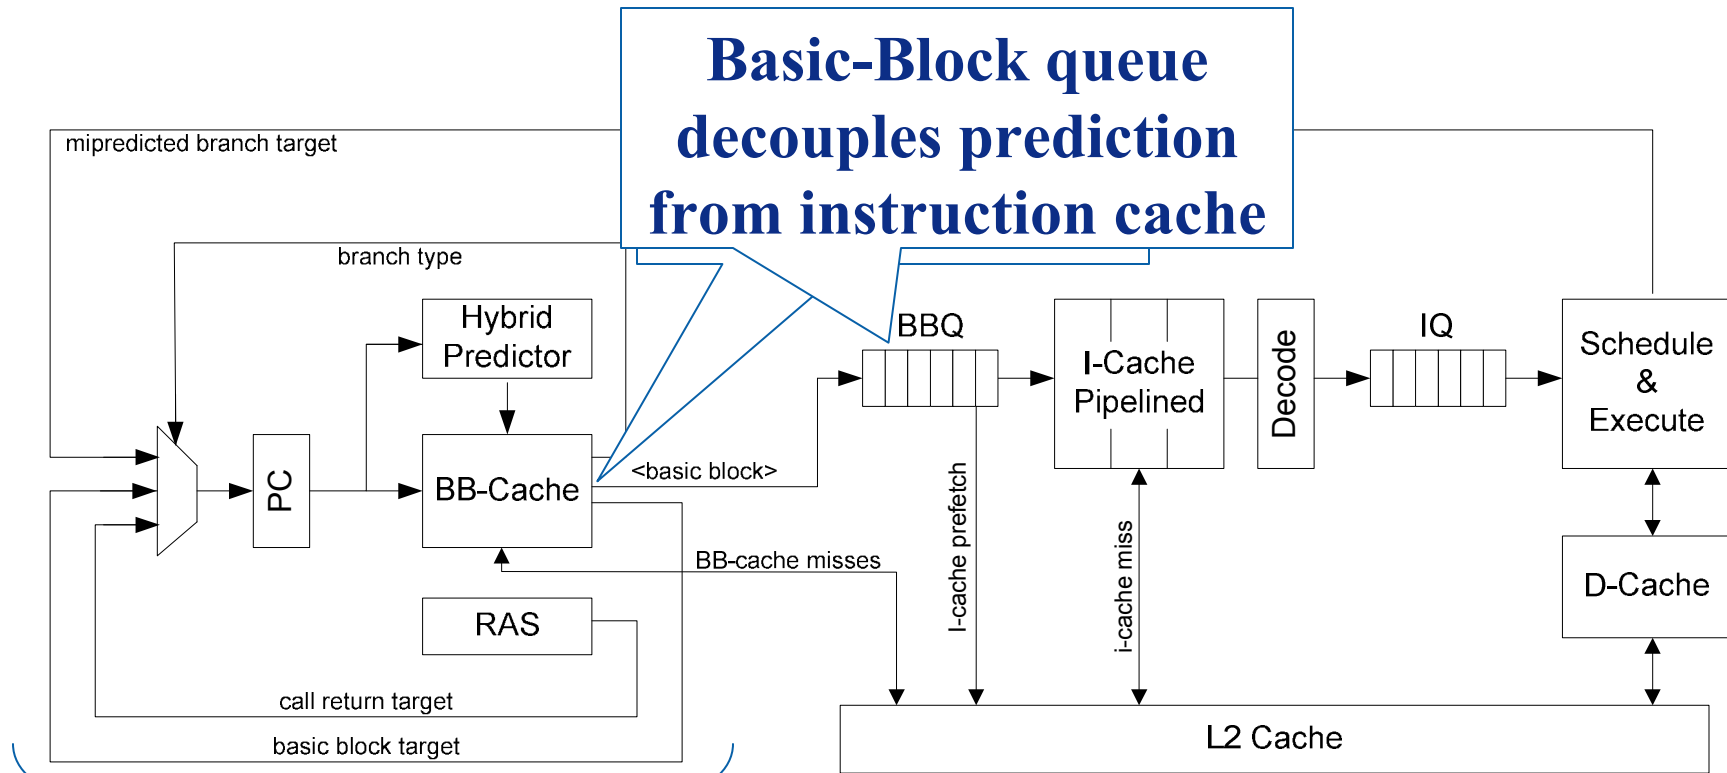 Basic-Block queue
decouples prediction
from instruction cache
mipredicted branch target
branch type
Hybrid
Predictor
BBQ
I-Cache
Pipelined
Decode
IQ
Schedule
&
Execute
PC
BB-Cache
<basic block>
I-cache prefetch
i-cache miss
BB-cache misses
D-Cache
RAS
call return target
basic block target
L2 Cache